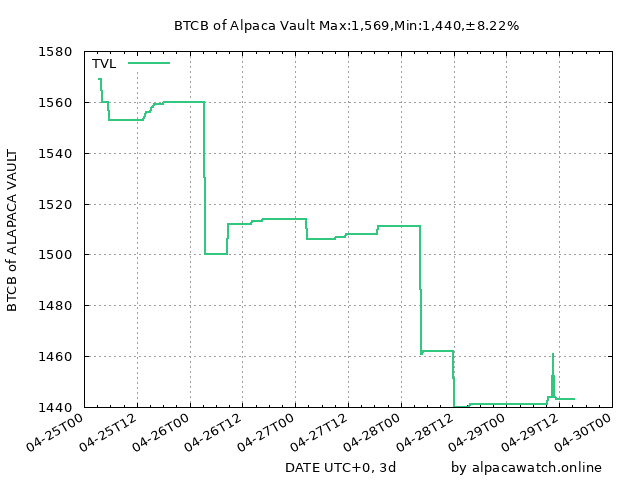 BTCB of Alpaca Vault Max:1,569,Min:1,440,±8.22%
TVL
1580
1560
1540
1520
1500
1480
1460
1440
BTCB of ALAPACA VAULT
04-25T00
04-25T12
04-26T00
04-26T12
04-27T00
04-27T12
04-28T00
04-28T12
04-29T00
04-29T12
04-30T00
DATE UTC+0, 3d
by alpacawatch.online